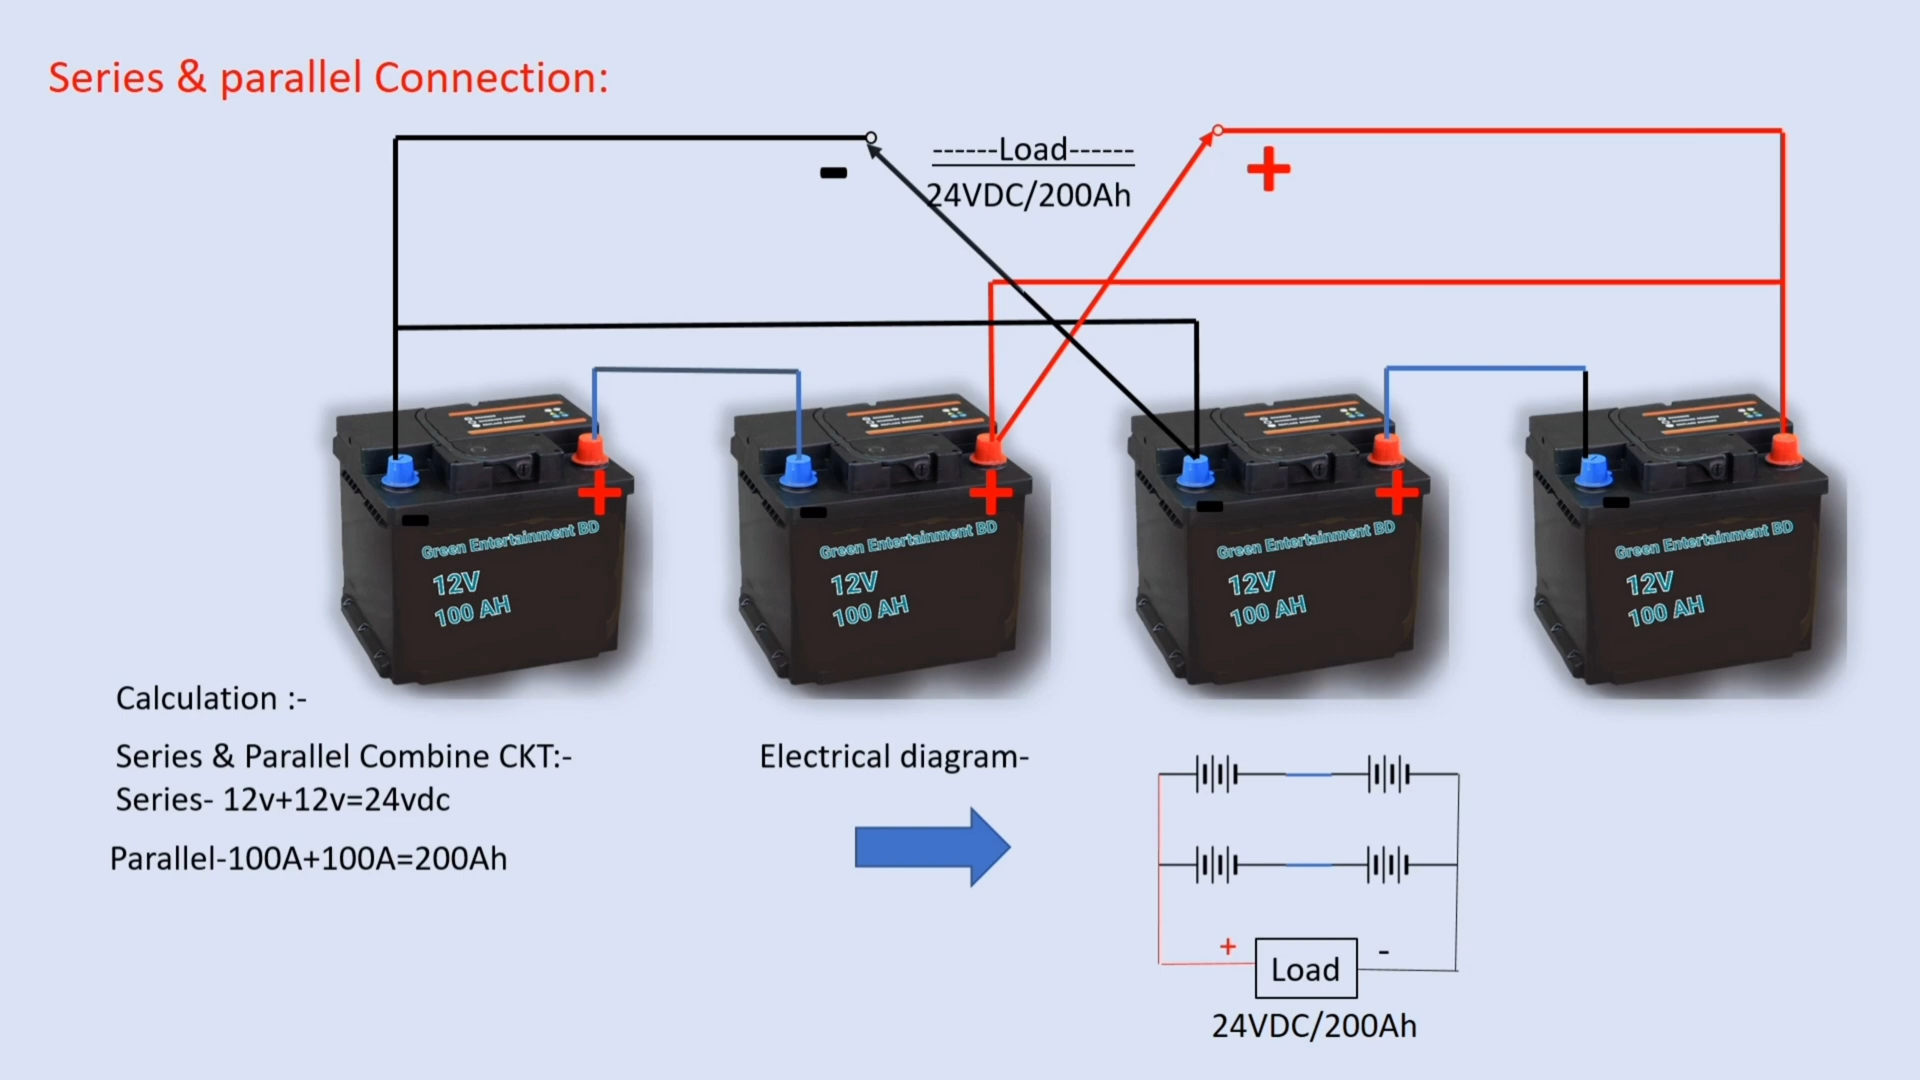 Series & parallel Connection:
------Load------
24VDC/200Ah
-
+
+
-
+
-
+
-
-
Green Entertainment BD
12V
100 AH
Green Entertainment BD
12V
100 AH
Green Entertainment BD
12V
100 AH
Green Entertainment BD
12V
100 AH
Calculation :-
Series & Parallel Combine CKT:-
Series- 12v+12v=24vdc
Parallel-100A+100A=200Ah
Electrical diagram-
+
-
Load
24VDC/200Ah